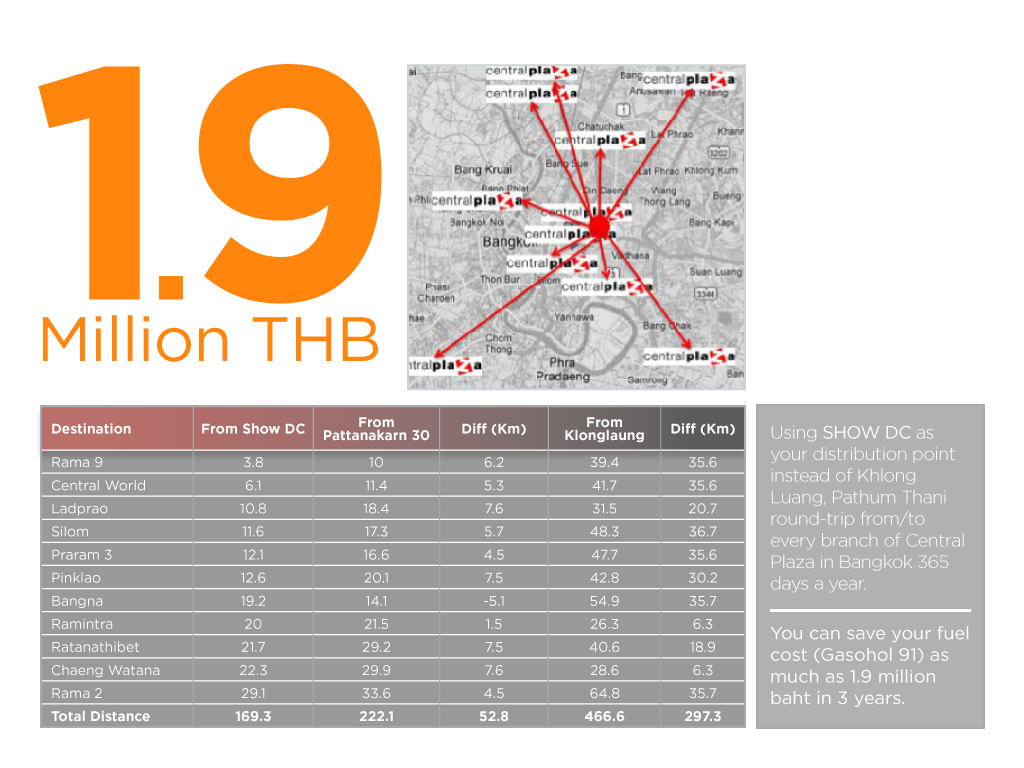 1.9
Million THB
centralplaza
Bang
centralplaza
centralplaza
Anusawari
Raeng
1
Chatuchak
Lat Phrao
Khann
centralplaza
1202
Bang Kruai
Bang Sue
Lat Phrao
Khlong Kum
Bang Phlat
Din Daeng
Wang
Thong Lang
Bueng
centralplaza
centralplaza
Bangkok Noi
Bang Kapi
centralplaza
Bangkok
Vadhana
centralplaza
Suan Luang
Thon Buri
Silom
centralplaza
3344
Phasi
Charoen
hae
Yannawa
Bang Chak
Chom
Thong
centralplaza
ntralplaza
Phra
Pradaeng
Samrong
Ban
Destination From Show DC From Pattanakarn 30 Diff (Km) From Klonglaung Diff (Km)
Rama 9 3.8 10 6.2 39.4 35.6
Central World 6.1 11.4 5.3 41.7 35.6
Ladprao 10.8 18.4 7.6 31.5 20.7
Silom 11.6 17.3 5.7 48.3 36.7
Praram 3 12.1 16.6 4.5 47.7 35.6
Pinklao 12.6 20.1 7.5 42.8 30.2
Bangna 19.2 14.1 -5.1 54.9 35.7
Ramintra 20 21.5 1.5 26.3 6.3
Ratanathibet 21.7 29.2 7.5 40.6 18.9
Chaeng Watana 22.3 29.9 7.6 28.6 6.3
Rama 2 29.1 33.6 4.5 64.8 35.7
Total Distance 169.3 222.1 52.8 466.6 297.3
Using SHOW DC as
your distribution point
instead of Khlong
Luang, Pathum Thani
round-trip from/to
every branch of Central
Plaza in Bangkok 365
days a year.
You can save your fuel
cost (Gasohol 91) as
much as 1.9 million
baht in 3 years.